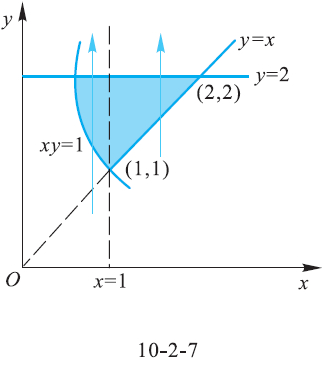 y
y=x
y=2
(2,2)
xy=1
(1,1)
O
x=1
x
10-2-7